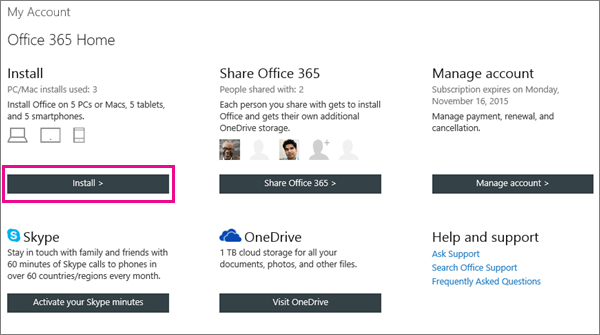 My Account
Office 365 Home
Install
PC/Mac installs used: 3
Install Office on 5 PCs or Macs, 5 tablets,
and 5 smartphones.
Install >
Share Office 365
People shared with: 2
Each person you share with gets to install
Office and gets their own additional
OneDrive storage.
Share Office 365 >
Manage account
Subscription expires on Monday,
November 16, 2015
Manage payment, renewal, and
cancellation.
Manage account >
Skype
Stay in touch with family and friends with
60 minutes of Skype calls to phones in
over 60 countries/regions every month.
Activate your Skype minutes
OneDrive
1 TB cloud storage for all your
documents, photos, and other files.
Visit OneDrive
Help and support
Ask Support
Search Office Support
Frequently Asked Questions